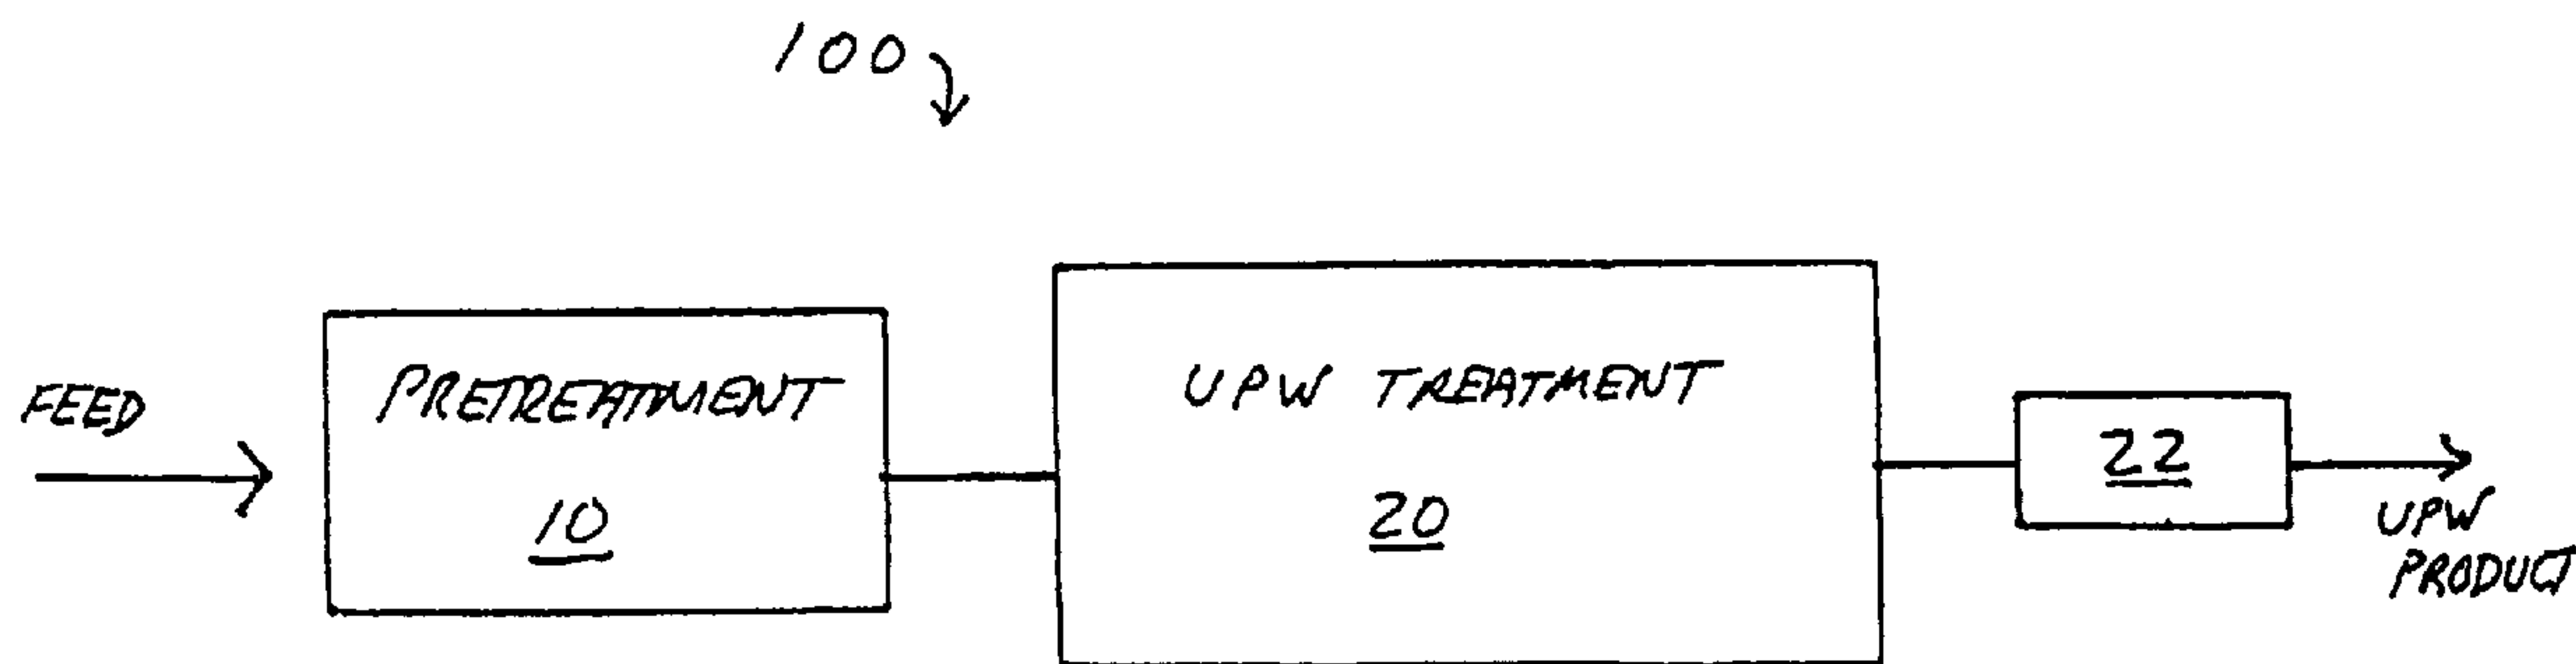 100
FEED
PRETREATMENT
10
UPW TREATMENT
20
22
UPW
PRODUCT